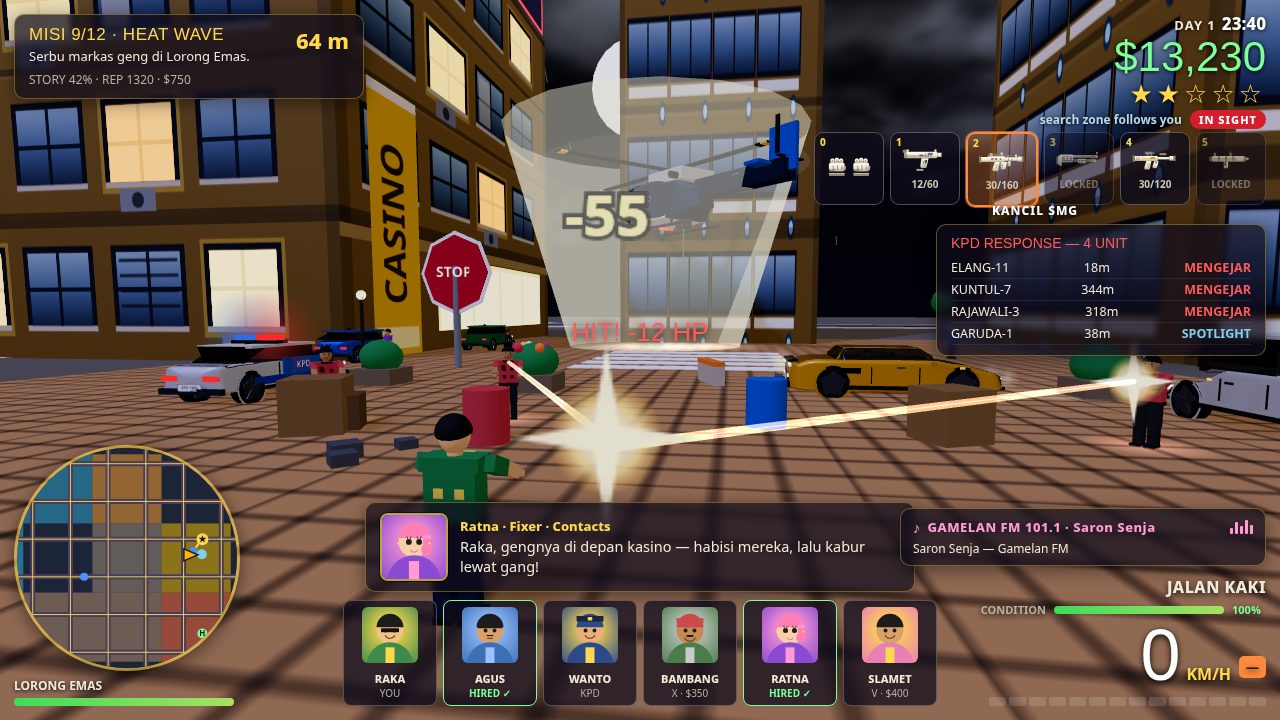 MISI 9/12 · HEAT WAVE
64 m
Serbu markas geng di Lorong Emas.
STORY 42% · REP 1320 · $750
DAY 1 23:40
$13,230
search zone follows you IN SIGHT
0
1
12/60
2
30/160
3
LOCKED
4
30/120
5
LOCKED
KANCIL SMG
KPD RESPONSE — 4 UNIT
ELANG-11 18m MENGEJAR
KUNTUL-7 344m MENGEJAR
RAJAWALI-3 318m MENGEJAR
GARUDA-1 38m SPOTLIGHT
CASINO
STOP
-55
HIT! -12 HP
KPD
H
LORONG EMAS
Ratna · Fixer · Contacts
Raka, gengnya di depan kasino — habisi mereka, lalu kabur
lewat gang!
♪ GAMELAN FM 101.1 · Saron Senja
Saron Senja — Gamelan FM
RAKA
YOU
AGUS
HIRED ✓
WANTO
KPD
BAMBANG
X · $350
RATNA
HIRED ✓
SLAMET
V · $400
JALAN KAKI
CONDITION 100%
0 KM/H